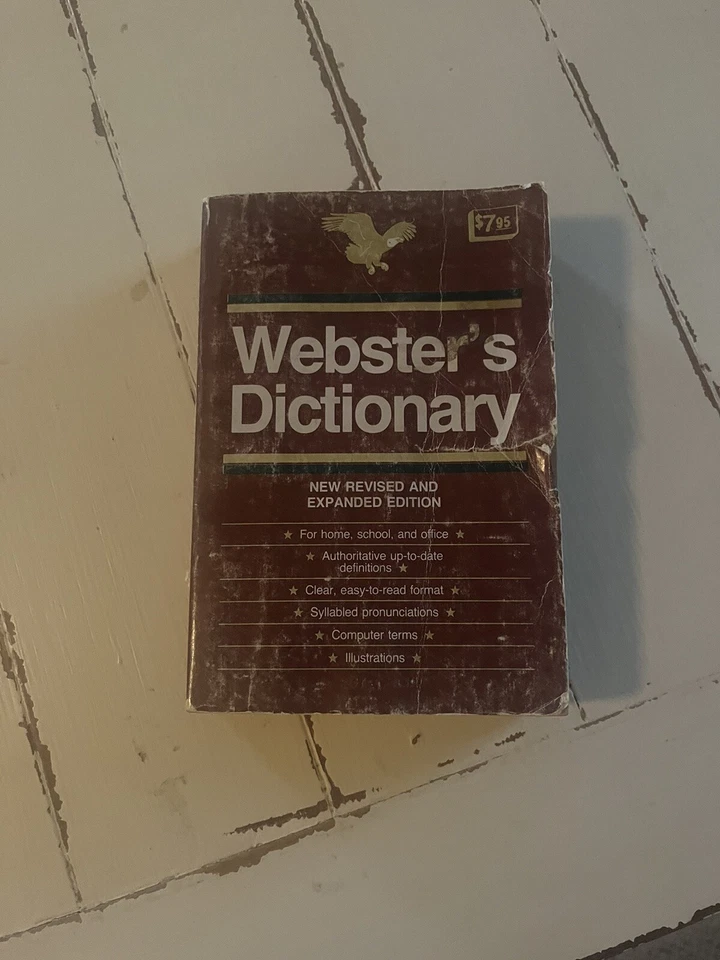 $7.95
Webster's
Dictionary
NEW REVISED AND
EXPANDED EDITION
★ For home, school, and office ★
★ Authoritative up-to-date
definitions ★
★ Clear, easy-to-read format ★
★ Syllabled pronunciations ★
★ Computer terms ★
★ Illustrations ★